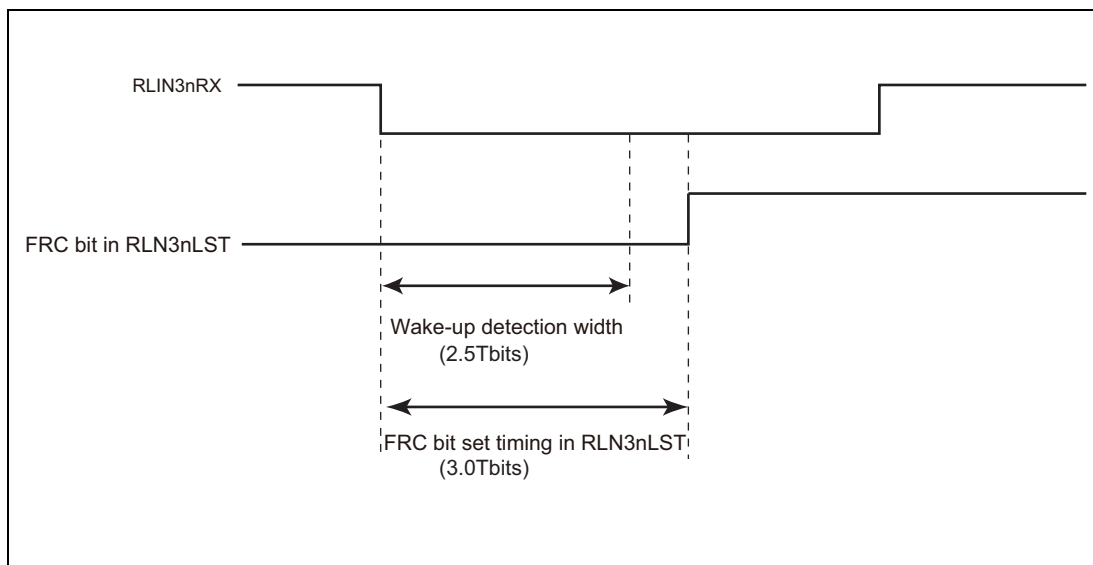 RLIN3nRX
FRC bit in RLN3nLST
Wake-up detection width
(2.5Tbits)
FRC bit set timing in RLN3nLST
(3.0Tbits)